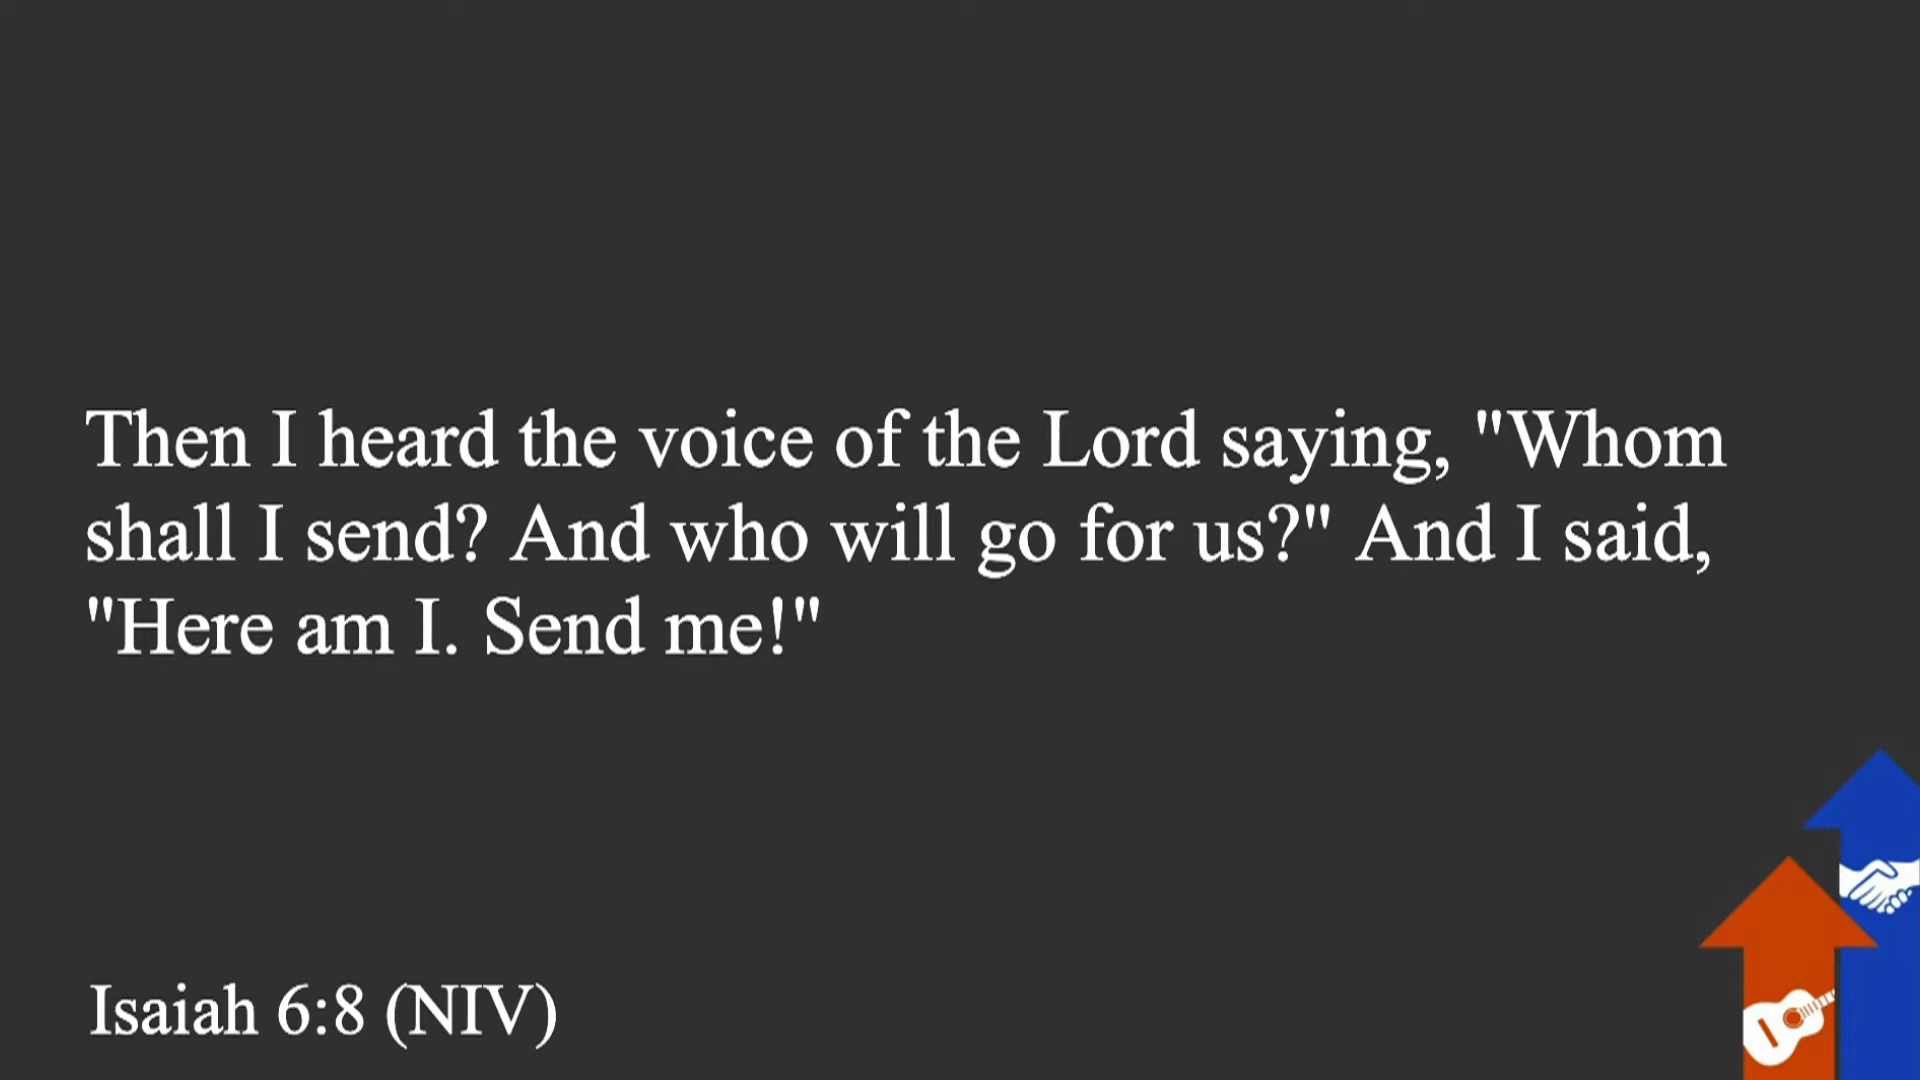 Then I heard the voice of the Lord saying, "Whom
shall I send? And who will go for us?" And I said,
"Here am I. Send me!"
Isaiah 6:8 (NIV)